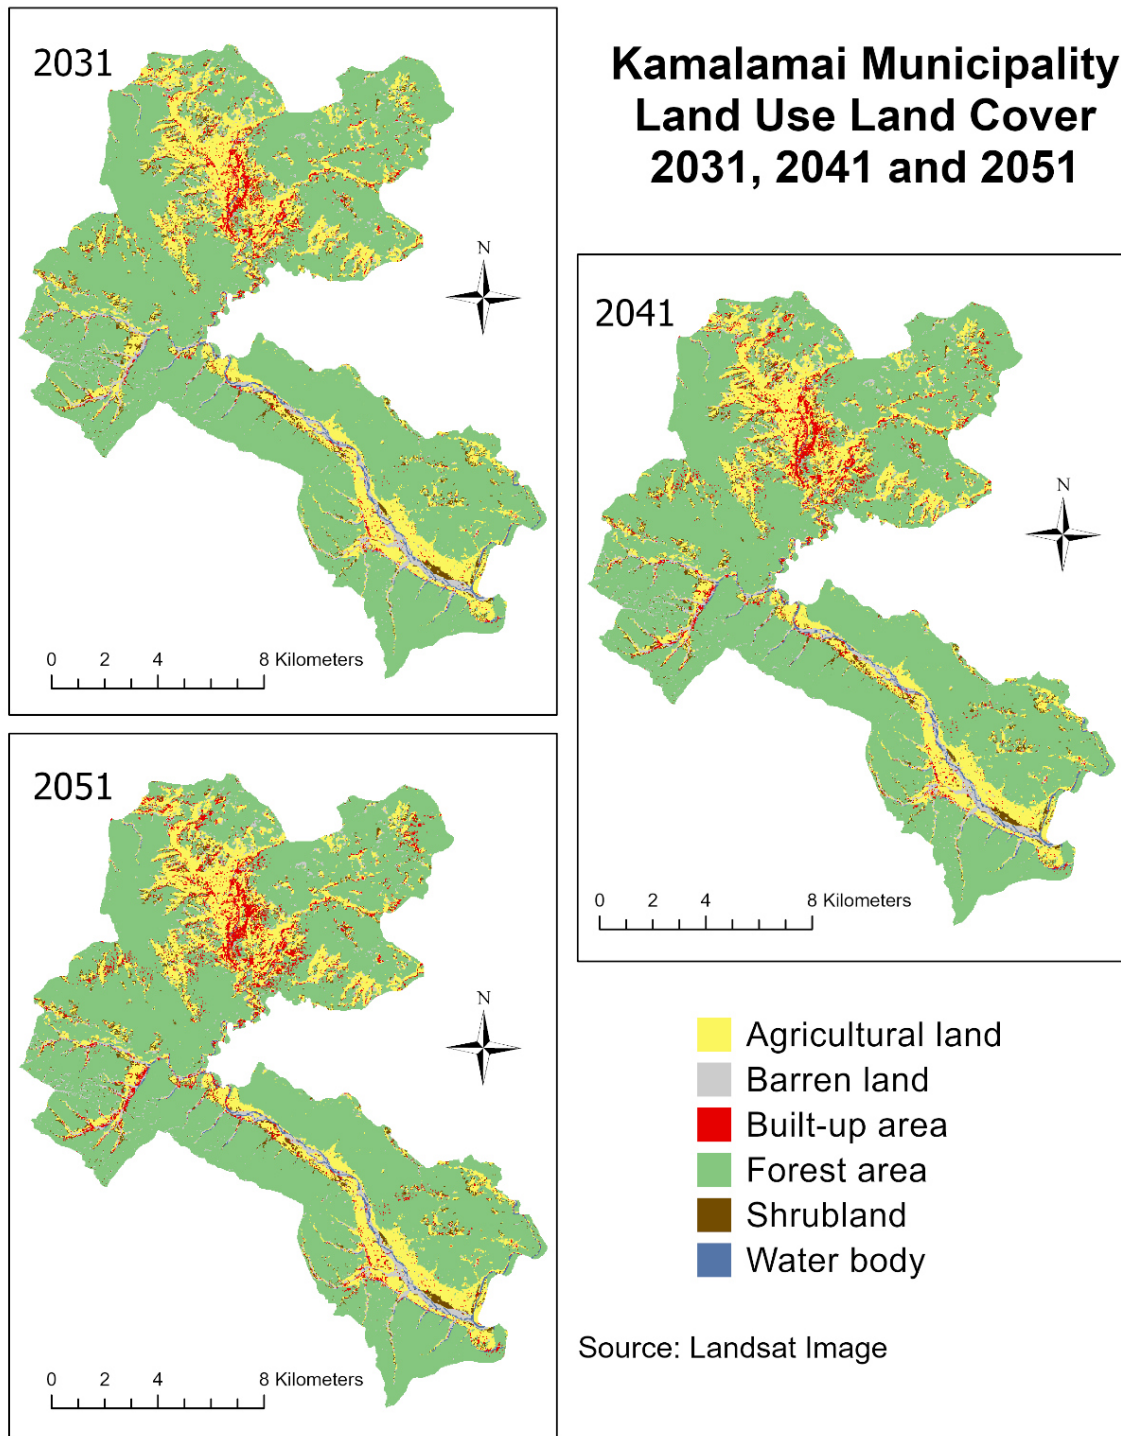 Kamalamai Municipality
Land Use Land Cover
2031, 2041 and 2051
2031
N
0 2 4 8 Kilometers
2041
N
0 2 4 8 Kilometers
2051
N
0 2 4 8 Kilometers
Agricultural land
Barren land
Built-up area
Forest area
Shrubland
Water body
Source: Landsat Image